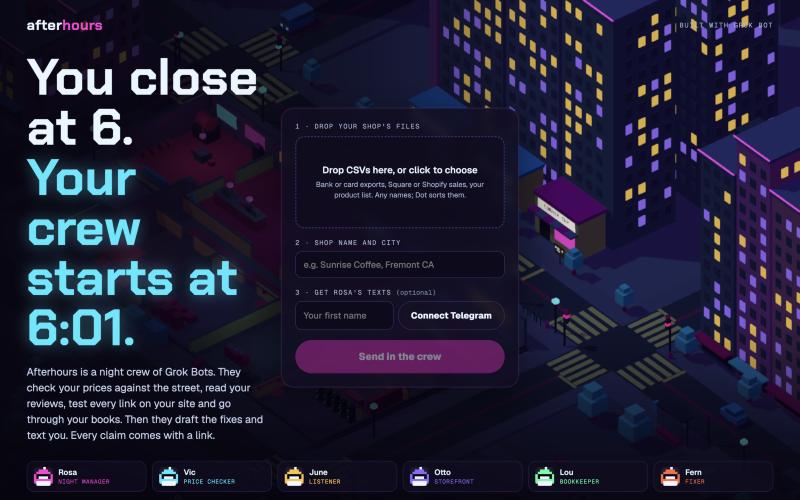 afterhours
BUILT WITH GROK BOT
You close
at 6.
Your
crew
starts at
6:01.
Afterhours is a night crew of Grok Bots. They
check your prices against the street, read your
reviews, test every link on your site and go
through your books. Then they draft the fixes and
text you. Every claim comes with a link.
1 · DROP YOUR SHOP'S FILES
Drop CSVs here, or click to choose
Bank or card exports, Square or Shopify sales, your
product list. Any names; Dot sorts them.
2 · SHOP NAME AND CITY
e.g. Sunrise Coffee, Fremont CA
3 · GET ROSA'S TEXTS (optional)
Your first name
Connect Telegram
Send in the crew
Rosa
NIGHT MANAGER
Vic
PRICE CHECKER
June
LISTENER
Otto
STOREFRONT
Lou
BOOKKEEPER
Fern
FIXER